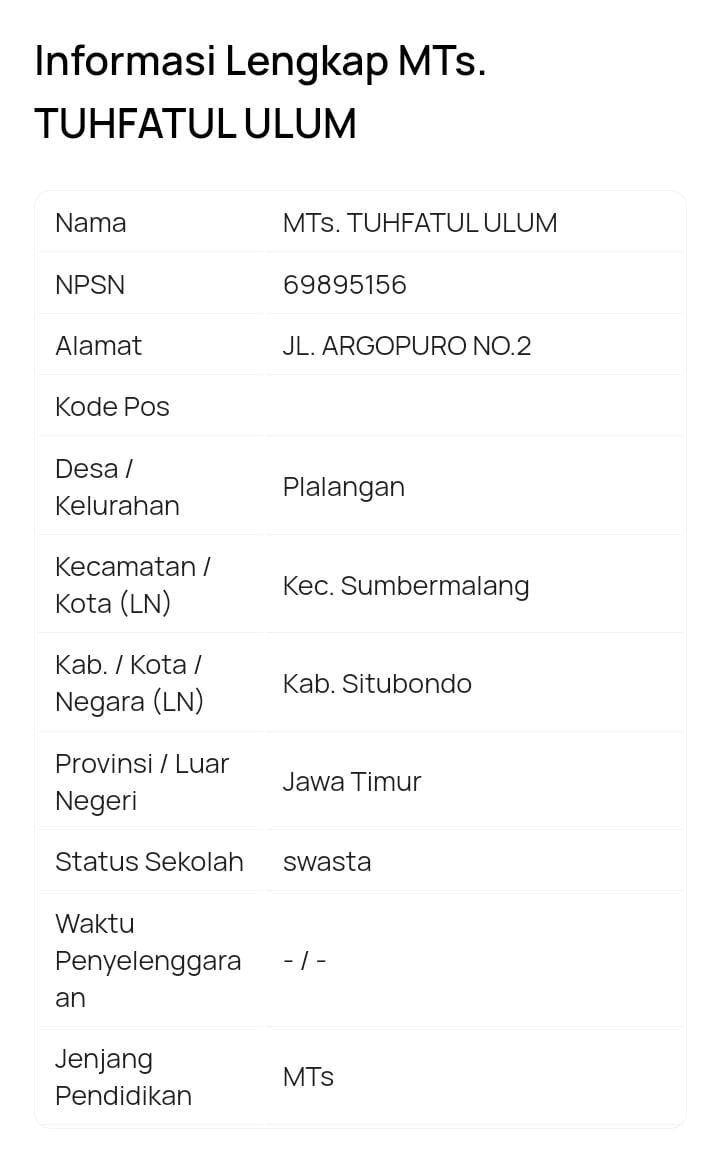 Informasi Lengkap MTs.
TUHFATUL ULUM
Nama
MTs. TUHFATUL ULUM
NPSN
69895156
Alamat
JL. ARGOPURO NO.2
Kode Pos
Desa /
Kelurahan
Plalangan
Kecamatan /
Kota (LN)
Kec. Sumbermalang
Kab. / Kota /
Negara (LN)
Kab. Situbondo
Provinsi / Luar
Negeri
Jawa Timur
Status Sekolah
swasta
Waktu
Penyelenggara
an
- / -
Jenjang
Pendidikan
MTs